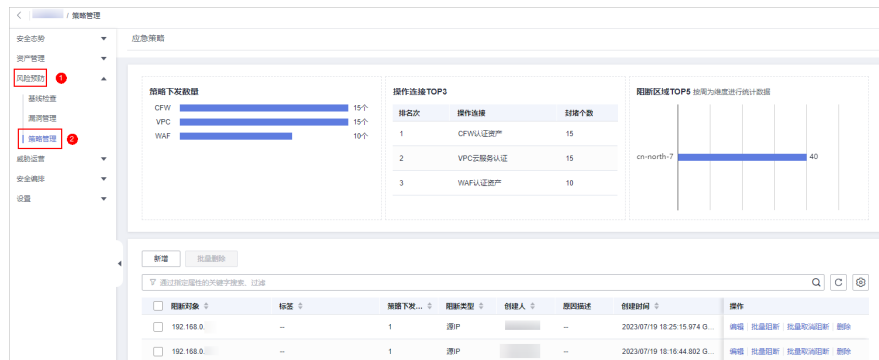 / 策略管理
安全态势
应急策略
资产管理
风险预防 1
基线检查
漏洞管理
策略管理 2
威胁运营
安全编排
设置
策略下发数量
CFW 15个
VPC 15个
WAF 10个
操作连接TOP3
排名次 操作连接 封堵个数
1 CFW认证资产 15
2 VPC云服务认证 15
3 WAF认证资产 10
阻断区域TOP5 按周为维度进行统计数据
cn-north-7 40
新增 批量删除
通过指定属性的关键字搜索、过滤
阻断对象 标签 策略下发... 阻断类型 创建人 原因描述 创建时间 操作
192.168.0. -- 1 源IP -- 2023/07/19 18:25:15.974 G... 编辑 批量阻断 批量取消阻断 删除
192.168.0. -- 1 源IP -- 2023/07/19 18:16:44.802 G... 编辑 批量阻断 批量取消阻断 删除